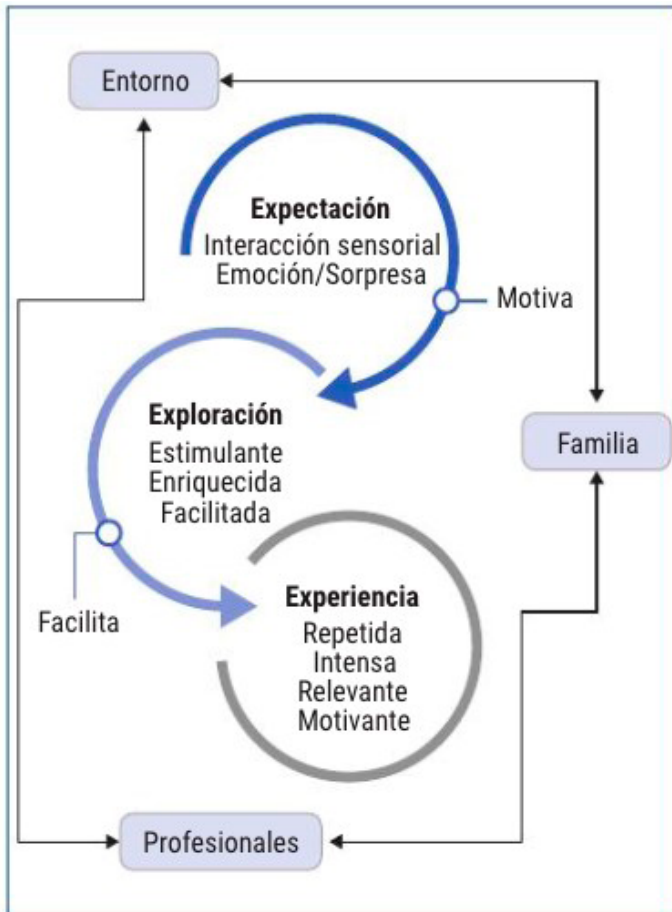 Entorno
Expectación
Interacción sensorial
Emoción/Sorpresa
Motiva
Exploración
Estimulante
Enriquecida
Facilitada
Familia
Facilita
Experiencia
Repetida
Intensa
Relevante
Motivante
Profesionales